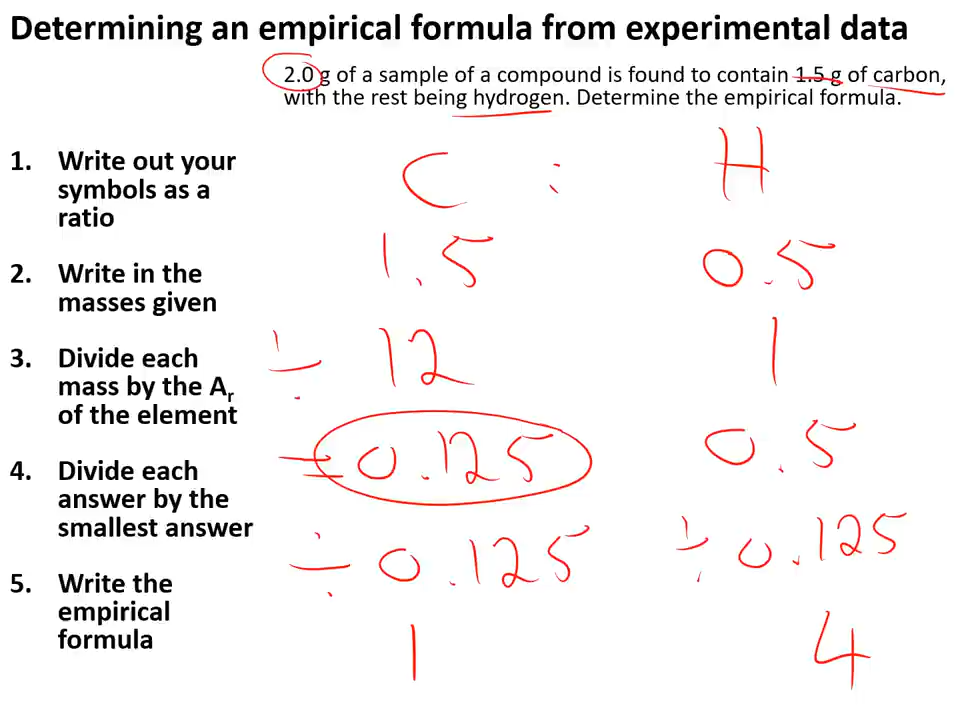 Determining an empirical formula from experimental data
2.0 g of a sample of a compound is found to contain 1.5 g of carbon,
with the rest being hydrogen. Determine the empirical formula.
1. Write out your
symbols as a
ratio
C : H
2. Write in the
masses given
1.5 0.5
3. Divide each
mass by the Ar
of the element
÷ 12 1
= 0.125 0.5
4. Divide each
answer by the
smallest answer
÷ 0.125 ÷ 0.125
5. Write the
empirical
formula
1 4